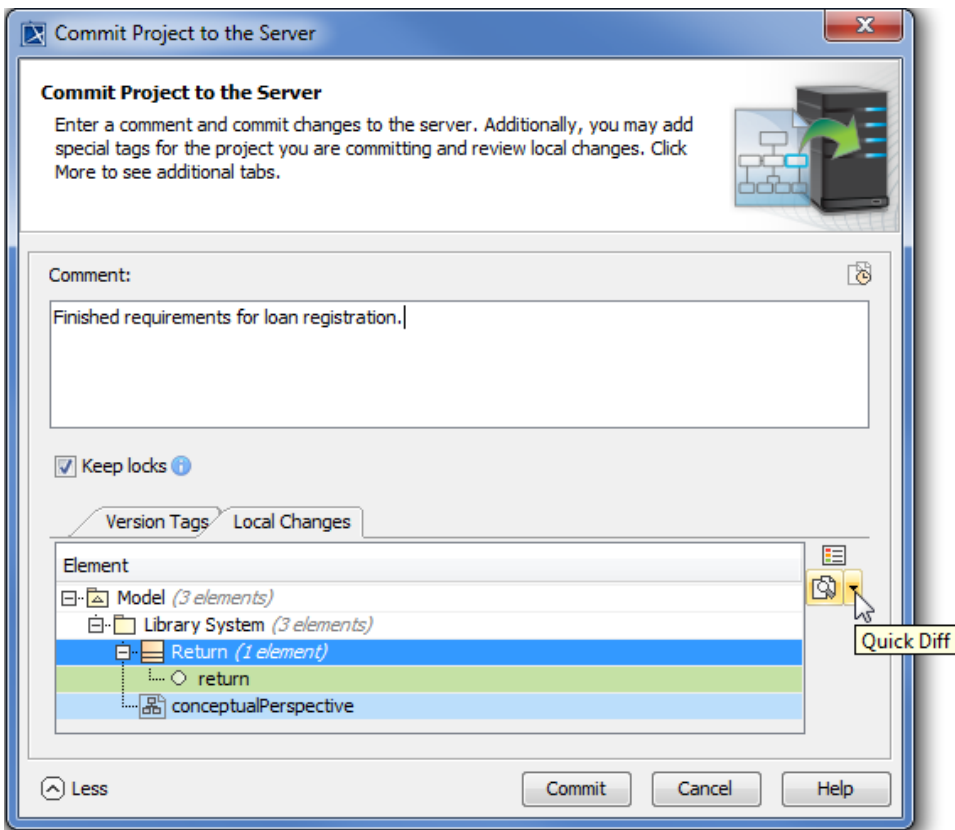 Commit Project to the Server
Commit Project to the Server
Enter a comment and commit changes to the server. Additionally, you may add
special tags for the project you are committing and review local changes. Click
More to see additional tabs.
Comment:
Finished requirements for loan registration.
Keep locks
Version Tags Local Changes
Element
Model (3 elements)
Library System (3 elements)
Quick Diff
Return (1 element)
return
conceptualPerspective
Less Commit Cancel Help